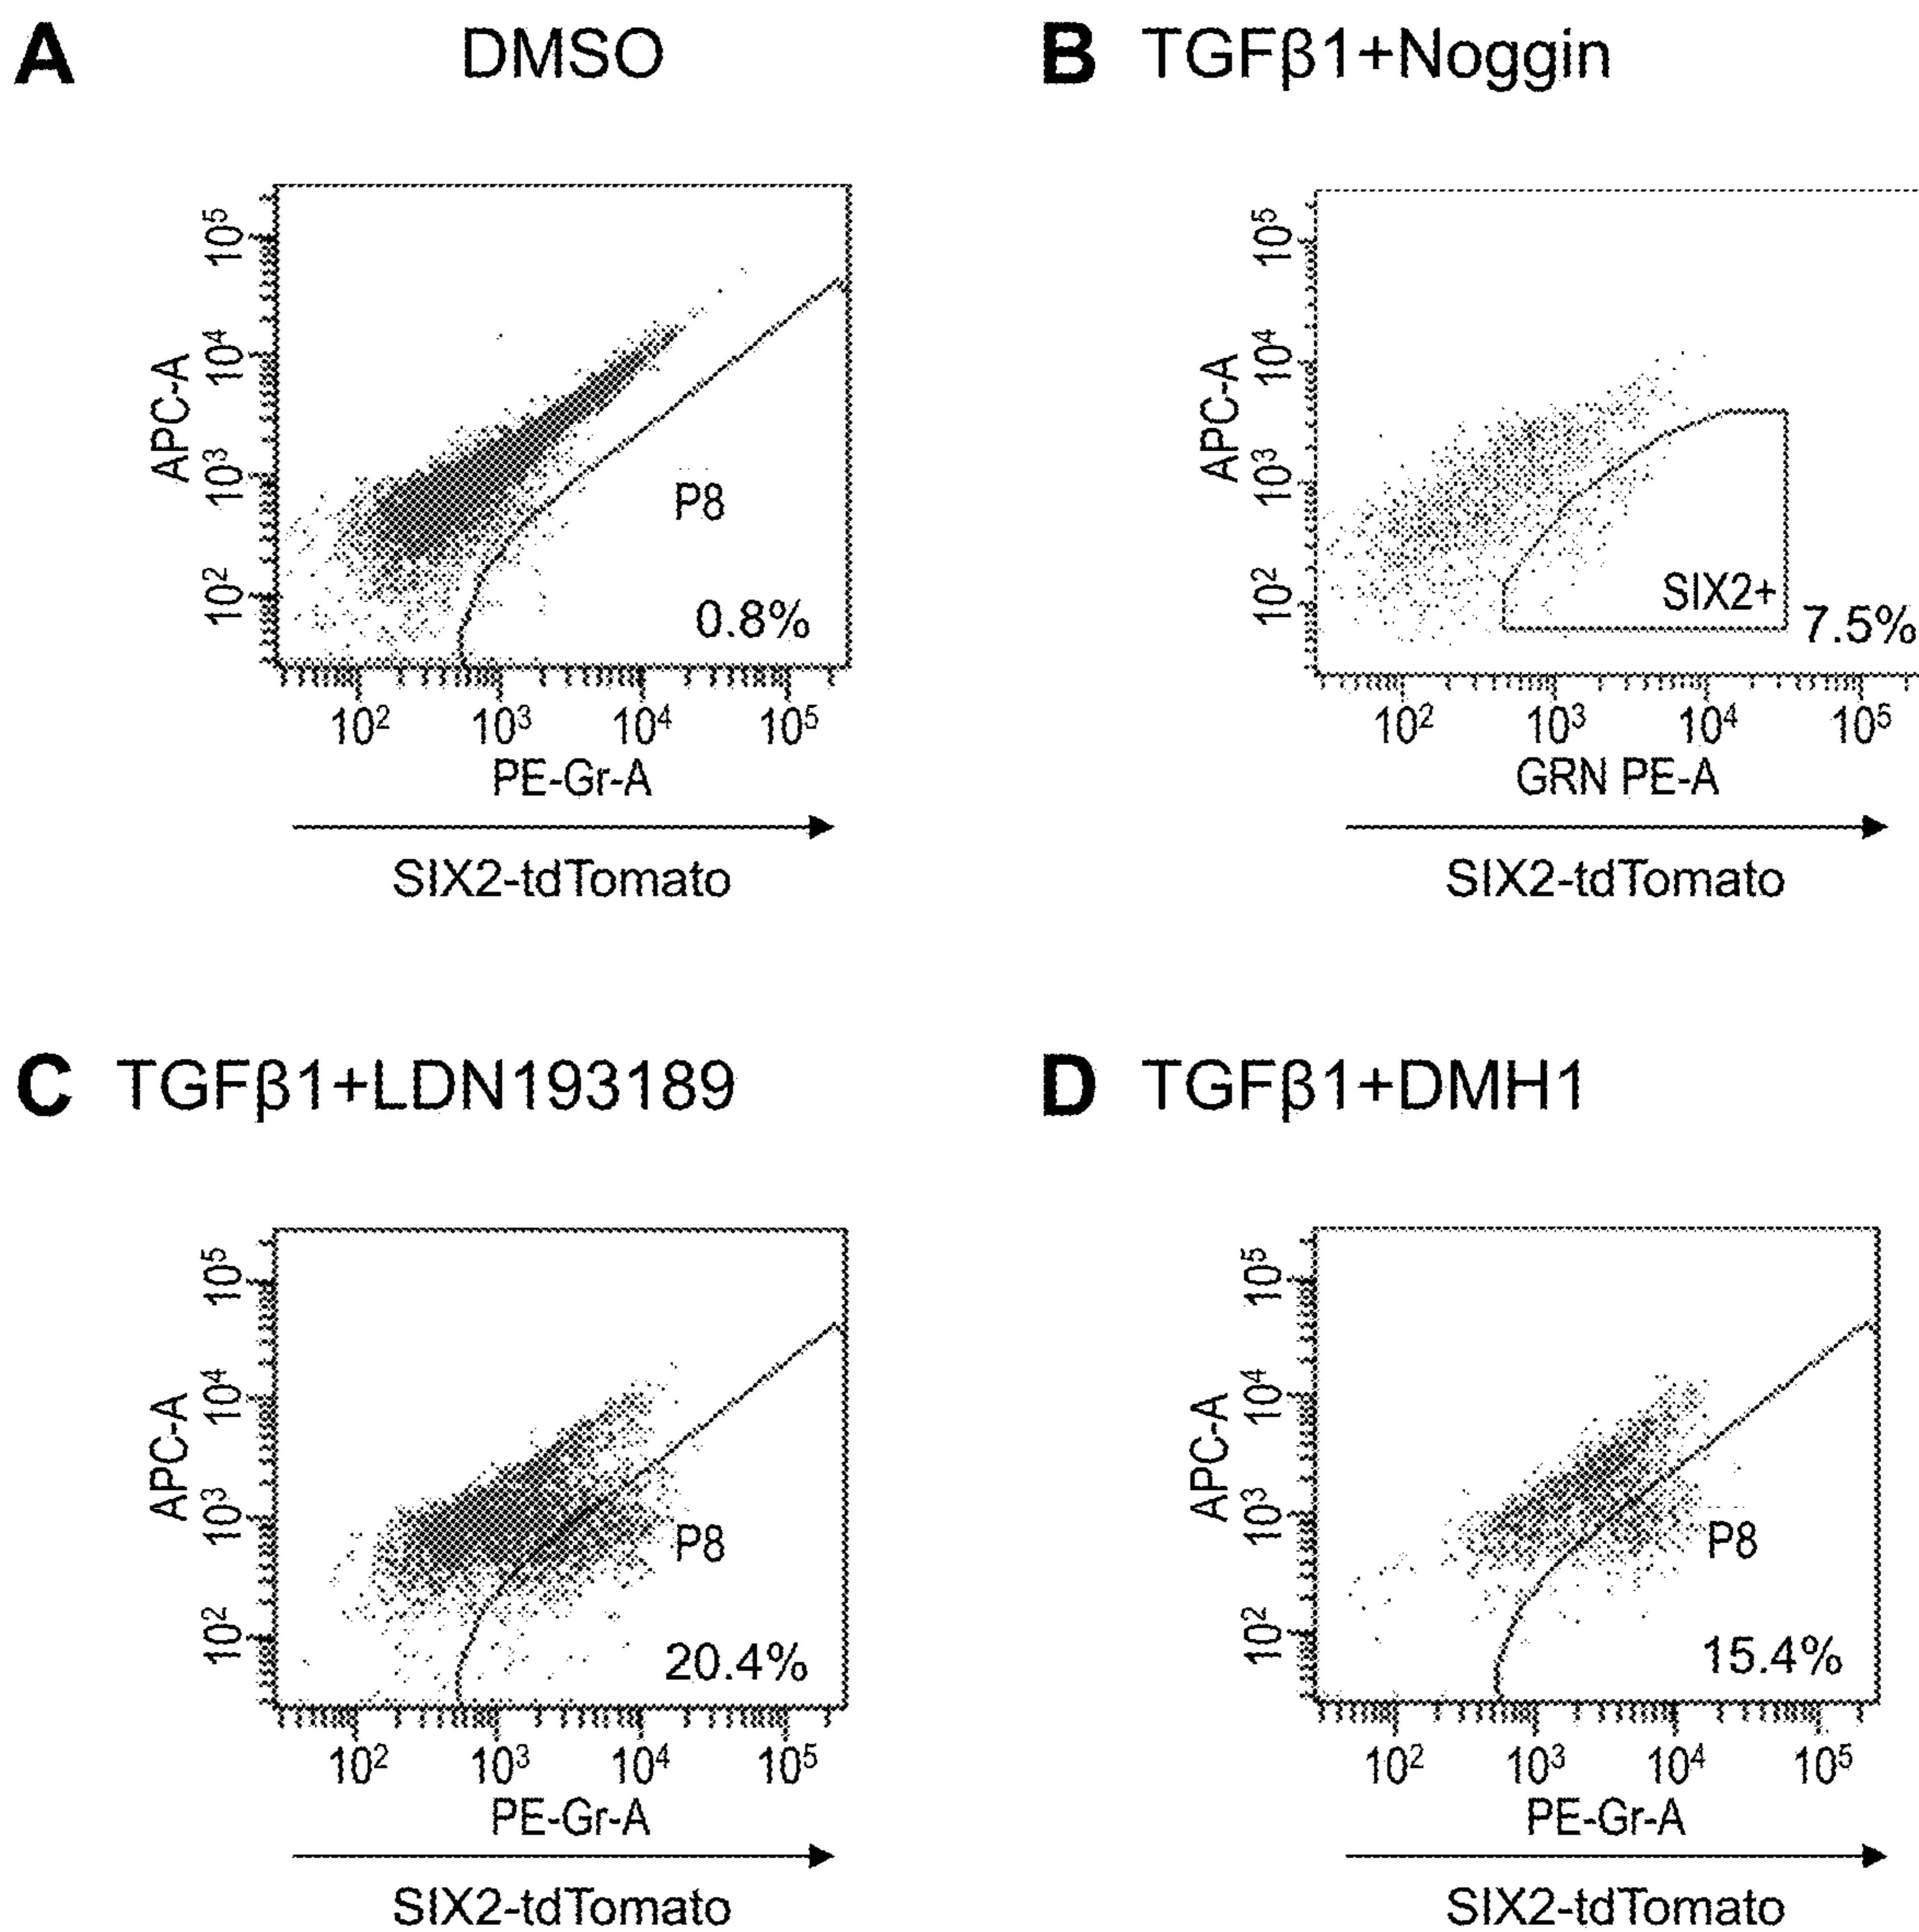 A DMSO
10⁵
10⁴
10³
10²
APC-A
P8
0.8%
10² 10³ 10⁴ 10⁵
PE-Gr-A
SIX2-tdTomato
B TGFβ1+Noggin
10⁵
10⁴
10³
10²
APC-A
SIX2+
7.5%
10² 10³ 10⁴ 10⁵
GRN PE-A
SIX2-tdTomato
C TGFβ1+LDN193189
10⁵
10⁴
10³
10²
APC-A
P8
20.4%
10² 10³ 10⁴ 10⁵
PE-Gr-A
SIX2-tdTomato
D TGFβ1+DMH1
10⁵
10⁴
10³
10²
APC-A
P8
15.4%
10² 10³ 10⁴ 10⁵
PE-Gr-A
SIX2-tdTomato